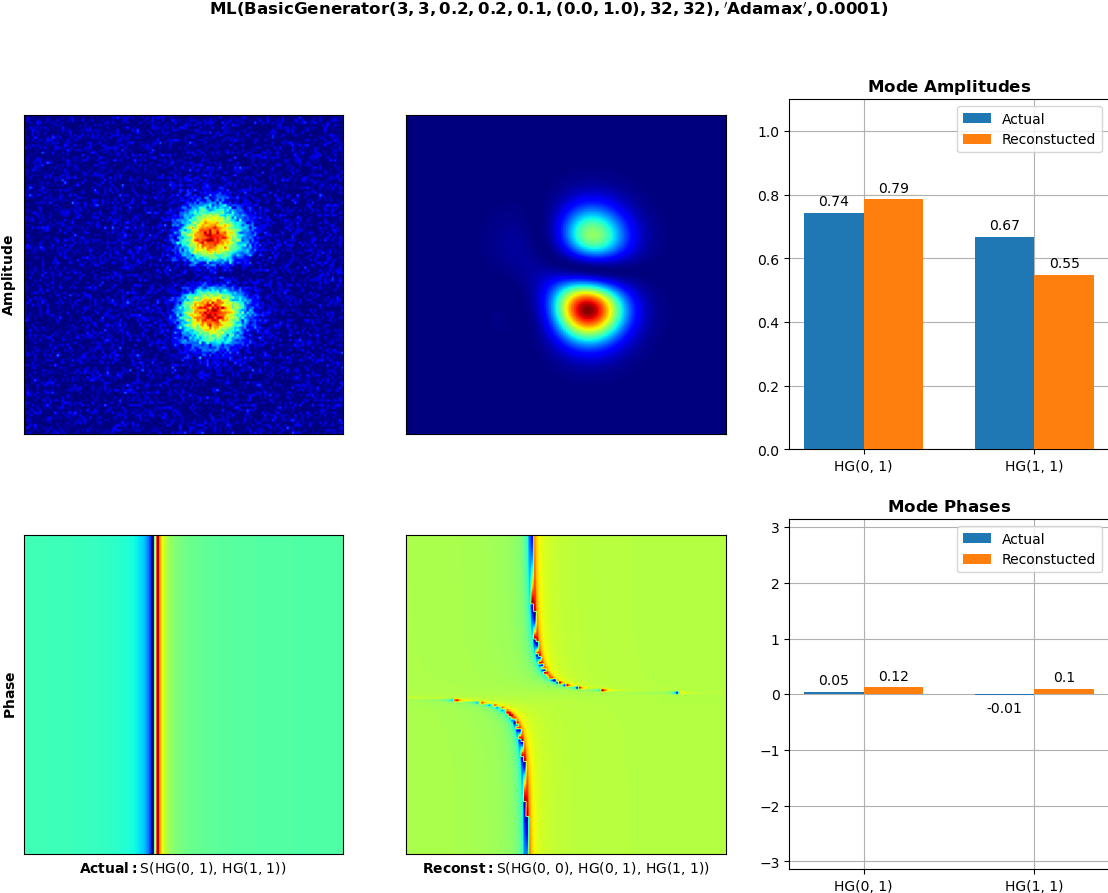 ML(BasicGenerator(3, 3, 0.2, 0.2, 0.1, (0.0, 1.0), 32, 32), 'Adamax', 0.0001)
Amplitude
Mode Amplitudes
Actual
Reconstucted
1.0
0.8
0.6
0.4
0.2
0.0
0.74
0.79
0.67
0.55
HG(0, 1)
HG(1, 1)
Phase
Actual: S(HG(0, 1), HG(1, 1))
Reconst: S(HG(0, 0), HG(0, 1), HG(1, 1))
Mode Phases
Actual
Reconstucted
3
2
1
0
−1
−2
−3
0.05
0.12
-0.01
0.1
HG(0, 1)
HG(1, 1)